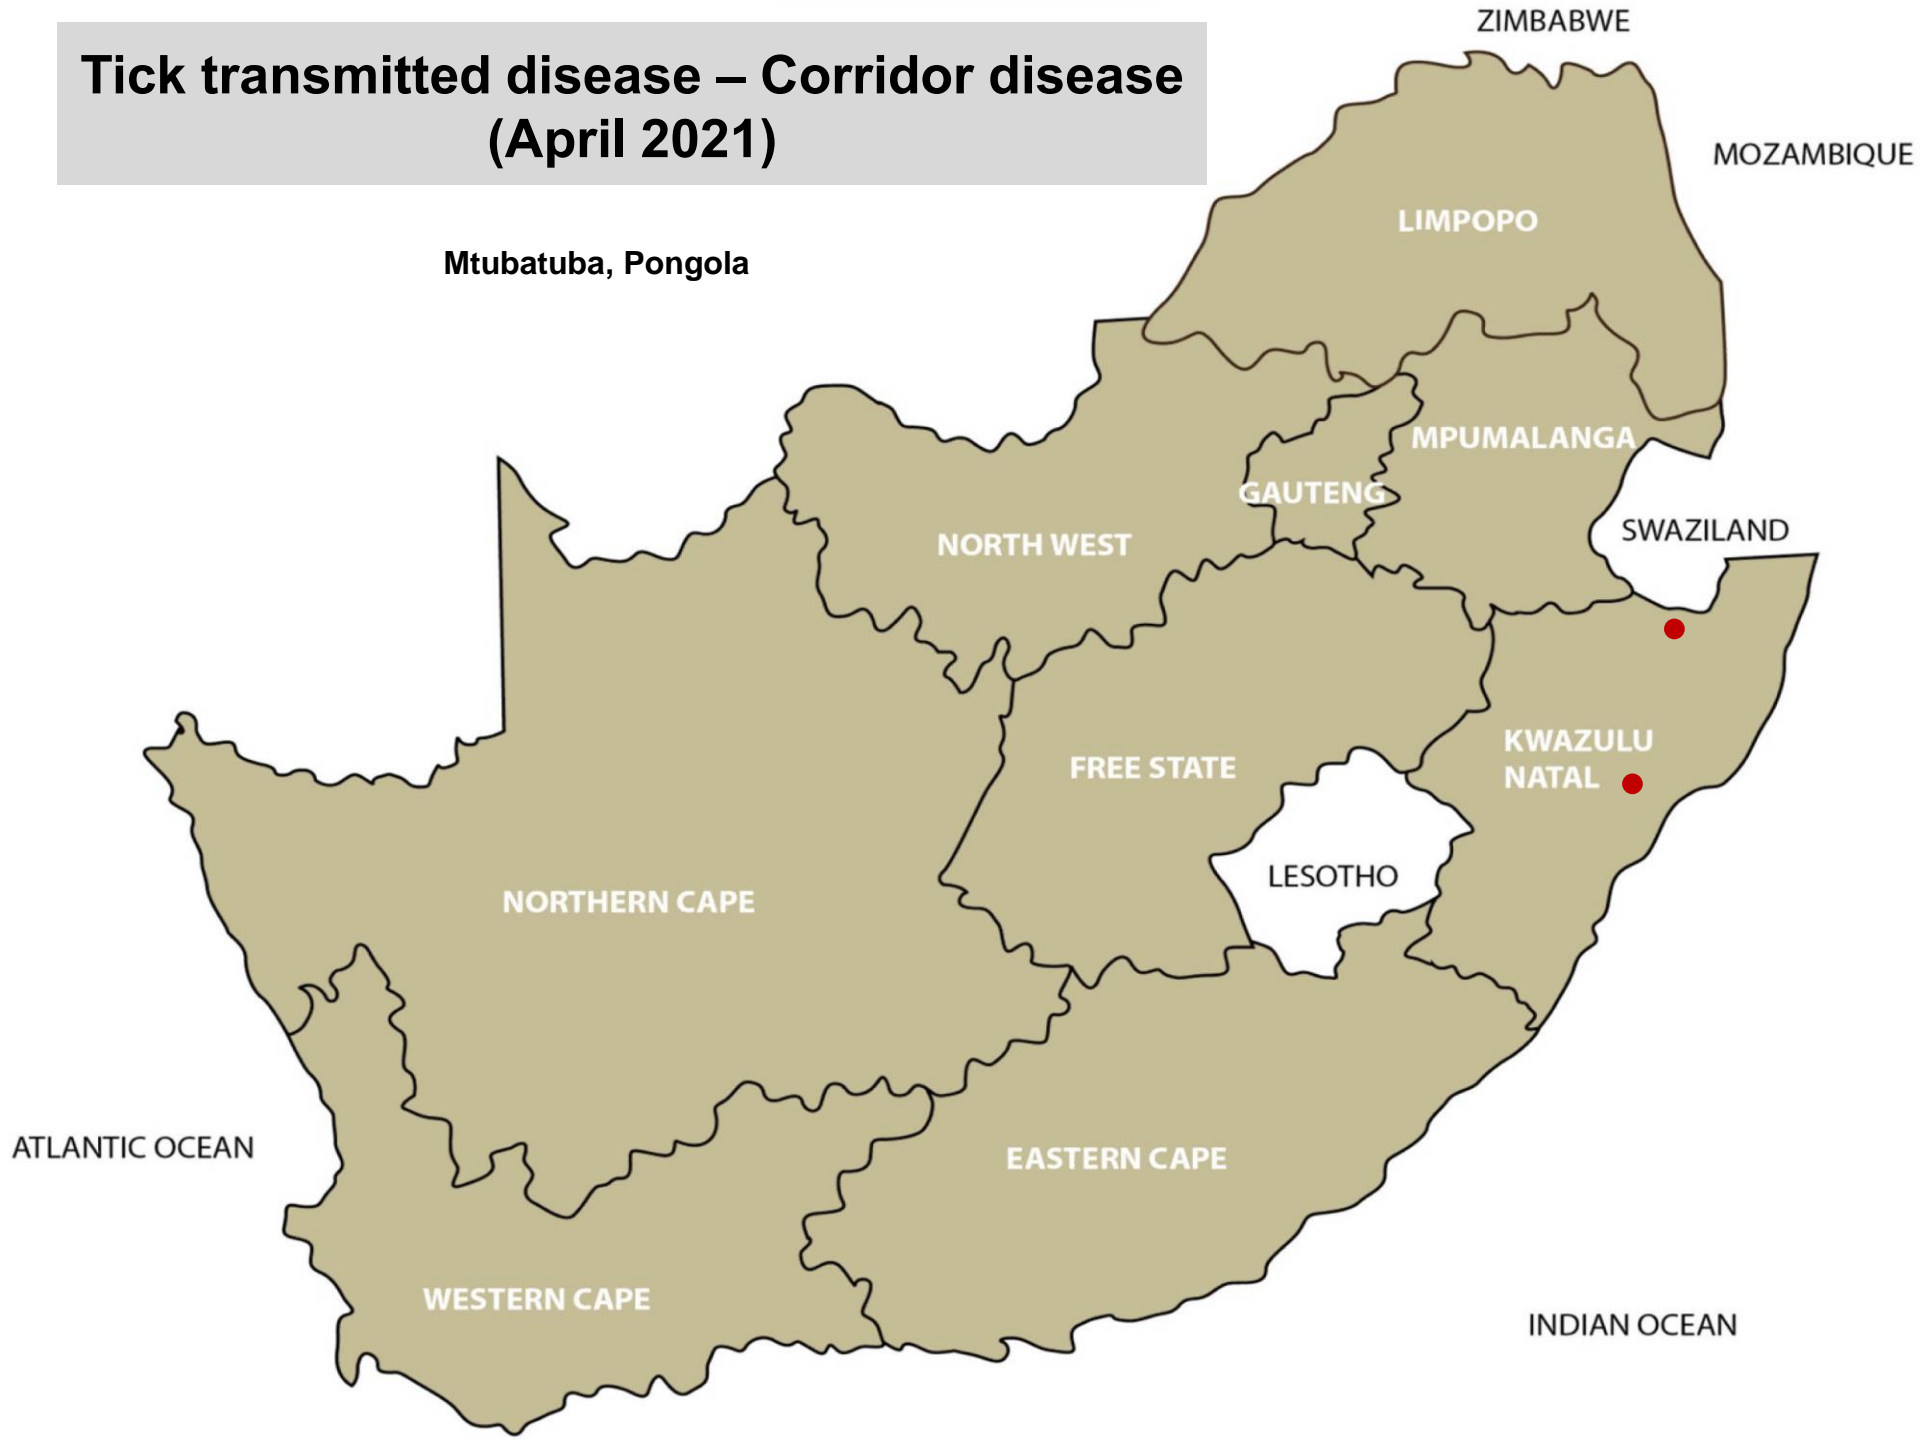 Tick transmitted disease – Corridor disease
(April 2021)
Mtubatuba, Pongola
ZIMBABWE
MOZAMBIQUE
LIMPOPO
MPUMALANGA
GAUTENG
SWAZILAND
NORTH WEST
KWAZULU
NATAL
FREE STATE
LESOTHO
NORTHERN CAPE
ATLANTIC OCEAN
EASTERN CAPE
WESTERN CAPE
INDIAN OCEAN